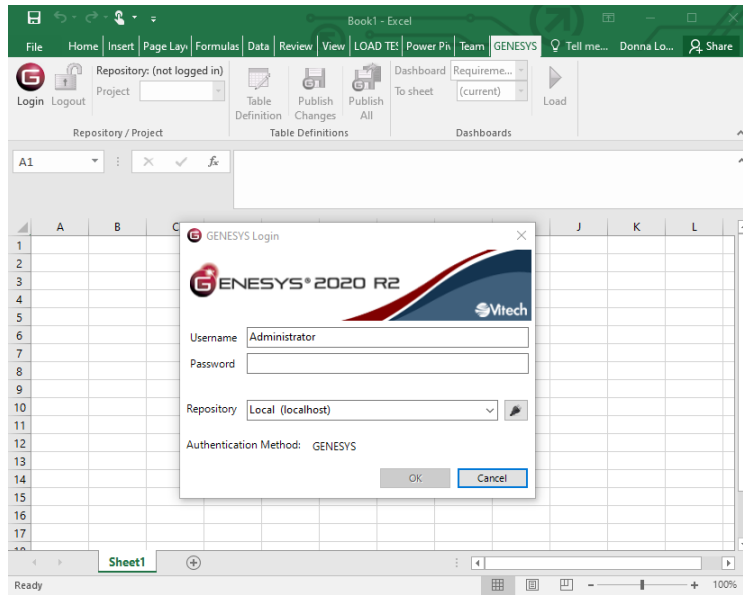 Book1 - Excel
File Home Insert Page Layo Formulas Data Review View LOAD TES Power Piv Team GENESYS Tell me... Donna Lo... Share
Login Logout
Repository: (not logged in)
Project
Repository / Project
Table Definition
Publish Changes
Publish All
Table Definitions
Dashboard Requireme...
To sheet (current)
Load
Dashboards
A1 fx
A B C J K L
1
2
3
4
5
6
7
8
9
10
11
12
13
14
15
16
17
GENESYS Login
GENESYS® 2020 R2
Vitech
Username Administrator
Password
Repository Local (localhost)
Authentication Method: GENESYS
OK Cancel
Sheet1
Ready 100%